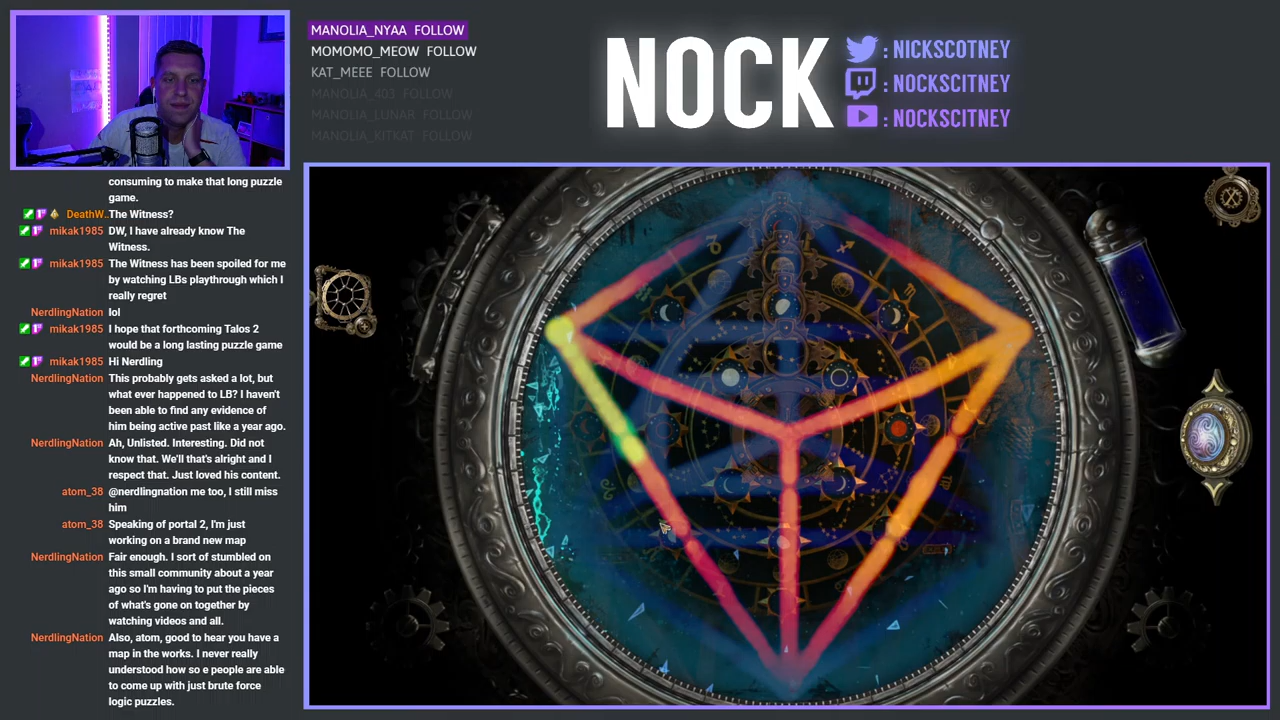 MANOLIA_NYAA FOLLOW
MOMOMO_MEOW FOLLOW
KAT_MEEE FOLLOW
MANOLIA_403 FOLLOW
MANOLIA_LUNAR FOLLOW
MANOLIA_KITKAT FOLLOW
NOCK
: NICKSCOTNEY
: NOCKSCITNEY
: NOCKSCITNEY
consuming to make that long puzzle
game.
DeathW.. The Witness?
mikak1985 DW, I have already know The
Witness.
mikak1985 The Witness has been spoiled for me
by watching LBs playthrough which I
really regret
NerdlingNation lol
mikak1985 I hope that forthcoming Talos 2
would be a long lasting puzzle game
mikak1985 Hi Nerdling
NerdlingNation This probably gets asked a lot, but
what ever happened to LB? I haven't
been able to find any evidence of
him being active past like a year ago.
NerdlingNation Ah, Unlisted. Interesting. Did not
know that. We'll that's alright and I
respect that. Just loved his content.
atom_38 @nerdlingnation me too, I still miss
him
atom_38 Speaking of portal 2, I'm just
working on a brand new map
NerdlingNation Fair enough. I sort of stumbled on
this small community about a year
ago so I'm having to put the pieces
of what's gone on together by
watching videos and all.
NerdlingNation Also, atom, good to hear you have a
map in the works. I never really
understood how so e people are able
to come up with just brute force
logic puzzles.